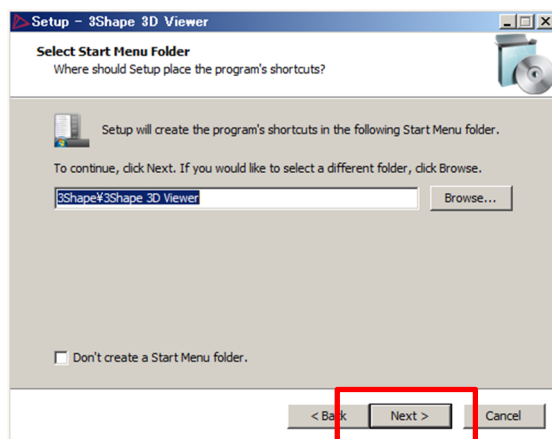 Setup - 3Shape 3D Viewer
Select Start Menu Folder
Where should Setup place the program's shortcuts?
Setup will create the program's shortcuts in the following Start Menu folder.
To continue, click Next. If you would like to select a different folder, click Browse.
3Shape¥3Shape 3D Viewer
Browse...
Don't create a Start Menu folder.
< Back
Next >
Cancel